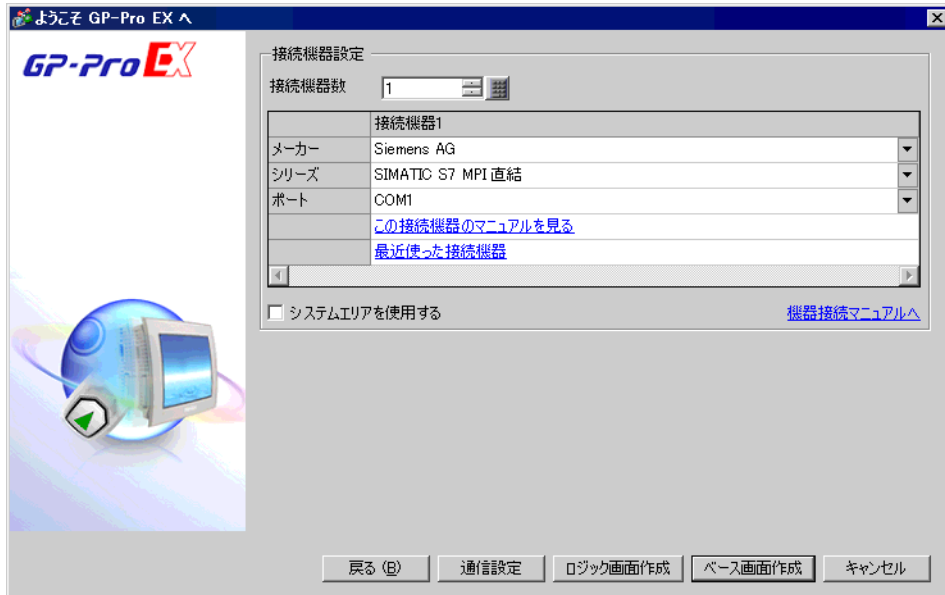 ようこそ GP-Pro EX へ
GP-Pro EX
接続機器設定
接続機器数 1
接続機器1
メーカー Siemens AG
シリーズ SIMATIC S7 MPI 直結
ポート COM1
この接続機器のマニュアルを見る
最近使った接続機器
システムエリアを使用する 機器接続マニュアルへ
戻る (B) 通信設定 ロジック画面作成 ベース画面作成 キャンセル